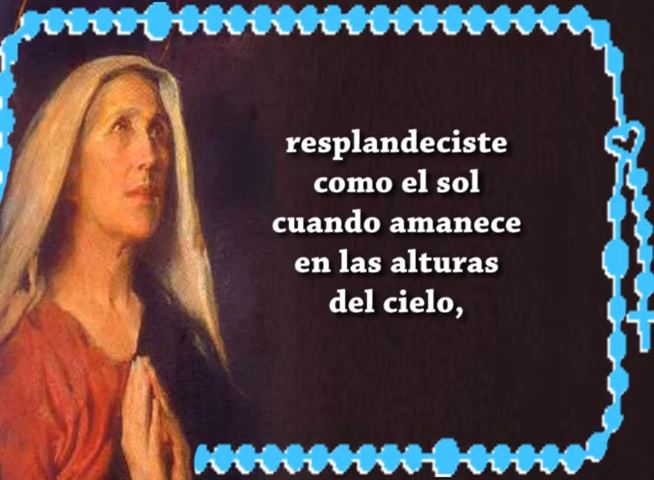 resplandeciste
como el sol
cuando amanece
en las alturas
del cielo,